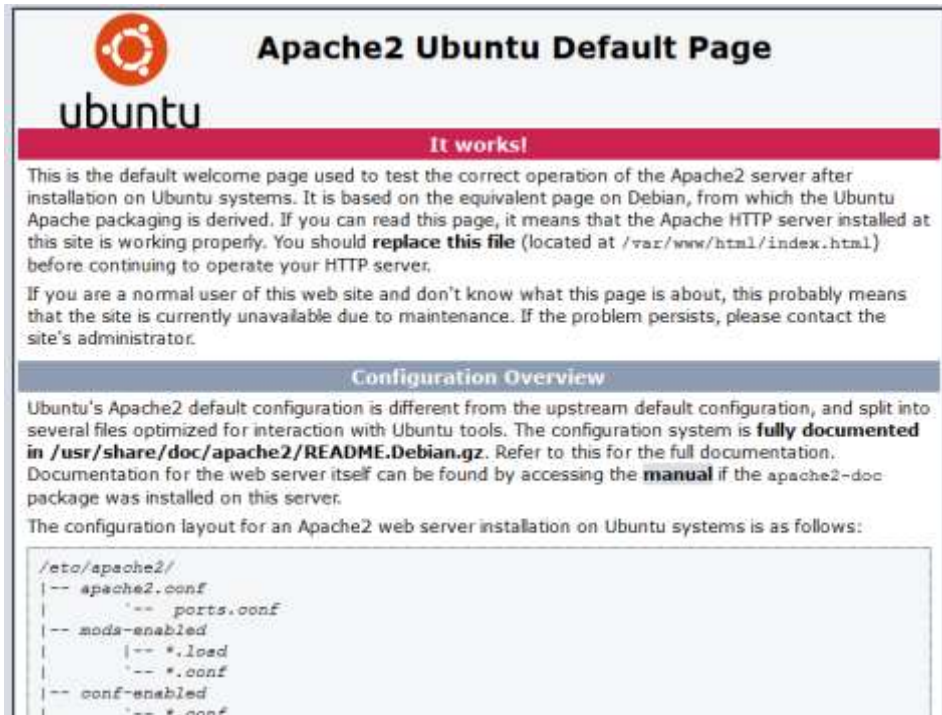 Apache2 Ubuntu Default Page
ubuntu
It works!
This is the default welcome page used to test the correct operation of the Apache2 server after
installation on Ubuntu systems. It is based on the equivalent page on Debian, from which the Ubuntu
Apache packaging is derived. If you can read this page, it means that the Apache HTTP server installed at
this site is working properly. You should replace this file (located at /var/www/html/index.html)
before continuing to operate your HTTP server.
If you are a normal user of this web site and don't know what this page is about, this probably means
that the site is currently unavailable due to maintenance. If the problem persists, please contact the
site's administrator.
Configuration Overview
Ubuntu's Apache2 default configuration is different from the upstream default configuration, and split into
several files optimized for interaction with Ubuntu tools. The configuration system is fully documented
in /usr/share/doc/apache2/README.Debian.gz. Refer to this for the full documentation.
Documentation for the web server itself can be found by accessing the manual if the apache2-doc
package was installed on this server.
The configuration layout for an Apache2 web server installation on Ubuntu systems is as follows:
/etc/apache2/
|-- apache2.conf
|       `--  ports.conf
|-- mods-enabled
|       |-- *.load
|       `-- *.conf
|-- conf-enabled
|       `-- *.conf